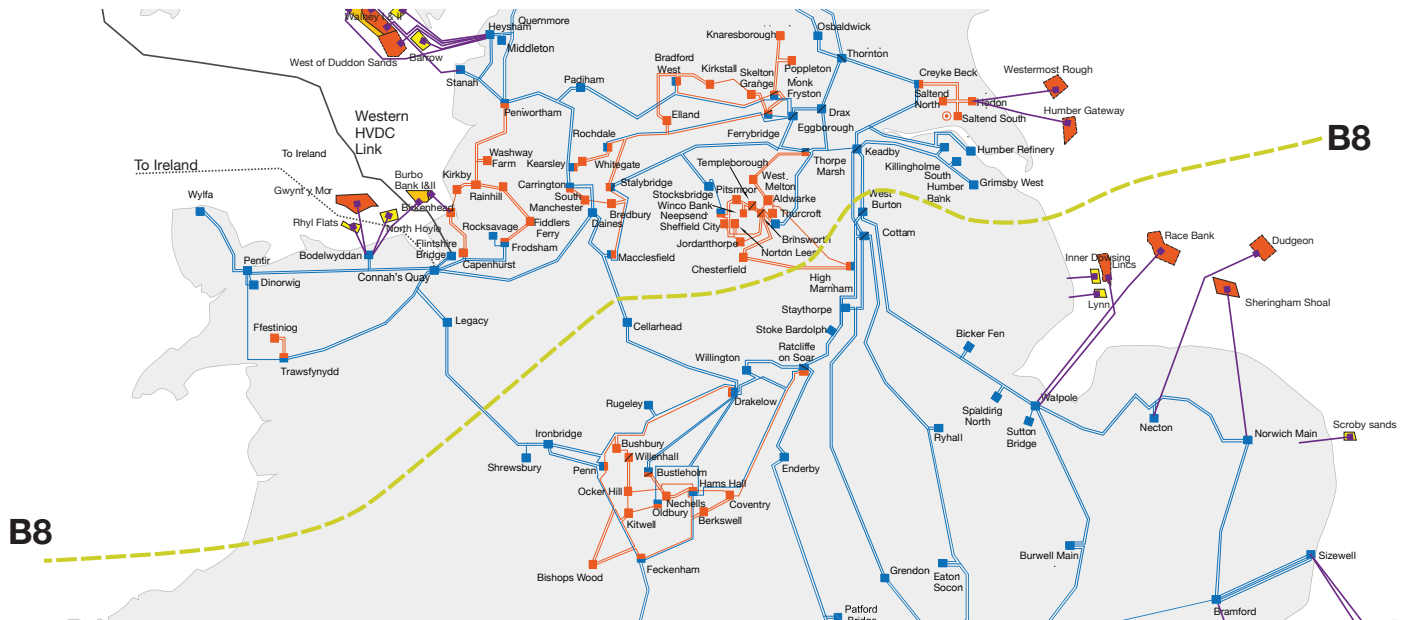 Walney I & II
Quernmore
Heysham
Middleton
Barrow
West of Duddon Sands
Stanah
Osbaldwick
Knaresborough
Thornton
Bradford
West
Kirkstall
Skelton
Grange
Poppleton
Monk
Fryston
Creyke Beck
Westermost Rough
Padiham
Penwortham
Saltend
North
Hedon
Humber Gateway
Saltend South
Western
HVDC
Link
Elland
Drax
Eggborough
Ferrybridge
B8
Rochdale
To Ireland
To Ireland
Washway
Farm
Kearsley
Whitegate
Templeborough
Thorpe
Marsh
Keadby
Humber Refinery
Killingholme
South
Humber
Bank
Grimsby West
Wylfa
Gwynt y Mor
Burbo
Bank I&II
Kirkby
Rainhill
Carrington
South
Manchester
Stalybridge
Bredbury
Daines
Stocksbridge
Winco Bank
Neepsend
Sheffield City
Pitsmoor
West
Melton
Aldwarke
Thurcroft
Brinsworth
Norton Lees
Jordanthorpe
Chesterfield
West
Burton
Cottam
High
Marnham
Rhyl Flats
Birkenhead
North Hoyle
Rocksavage
Fiddlers
Ferry
Frodsham
Flintshire
Bridge
Capenhurst
Bodelwyddan
Connah's Quay
Macclesfield
Pentir
Dinorwig
Race Bank
Dudgeon
Inner Dowsing
Lincs
Lynn
Sheringham Shoal
Ffestiniog
Trawsfynydd
Legacy
Cellarhead
Staythorpe
Stoke Bardolph
Ratcliffe
on Soar
Willington
Bicker Fen
Drakelow
Rugeley
Spalding
North
Walpole
Sutton
Bridge
Necton
Norwich Main
Scroby sands
Ironbridge
Shrewsbury
Bushbury
Willenhall
Penn
Bustleholm
Ocker Hill
Hams Hall
Nechells
Oldbury
Coventry
Kitwell
Berkswell
Enderby
Ryhall
B8
Bishops Wood
Feckenham
Burwell Main
Sizewell
Grendon
Eaton
Socon
Patford
Bridge
Bramford